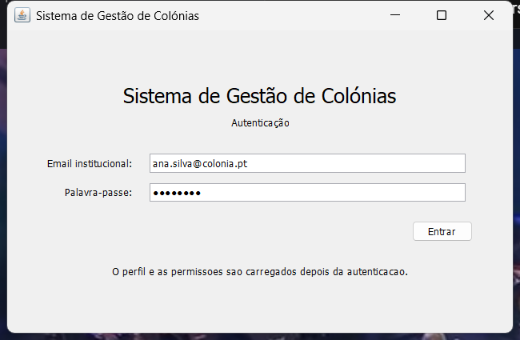 Sistema de Gestão de Colónias
Sistema de Gestão de Colónias
Autenticação
Email institucional: ana.silva@colonia.pt
Palavra-passe: ●●●●●●●●
Entrar
O perfil e as permissoes sao carregados depois da autenticacao.